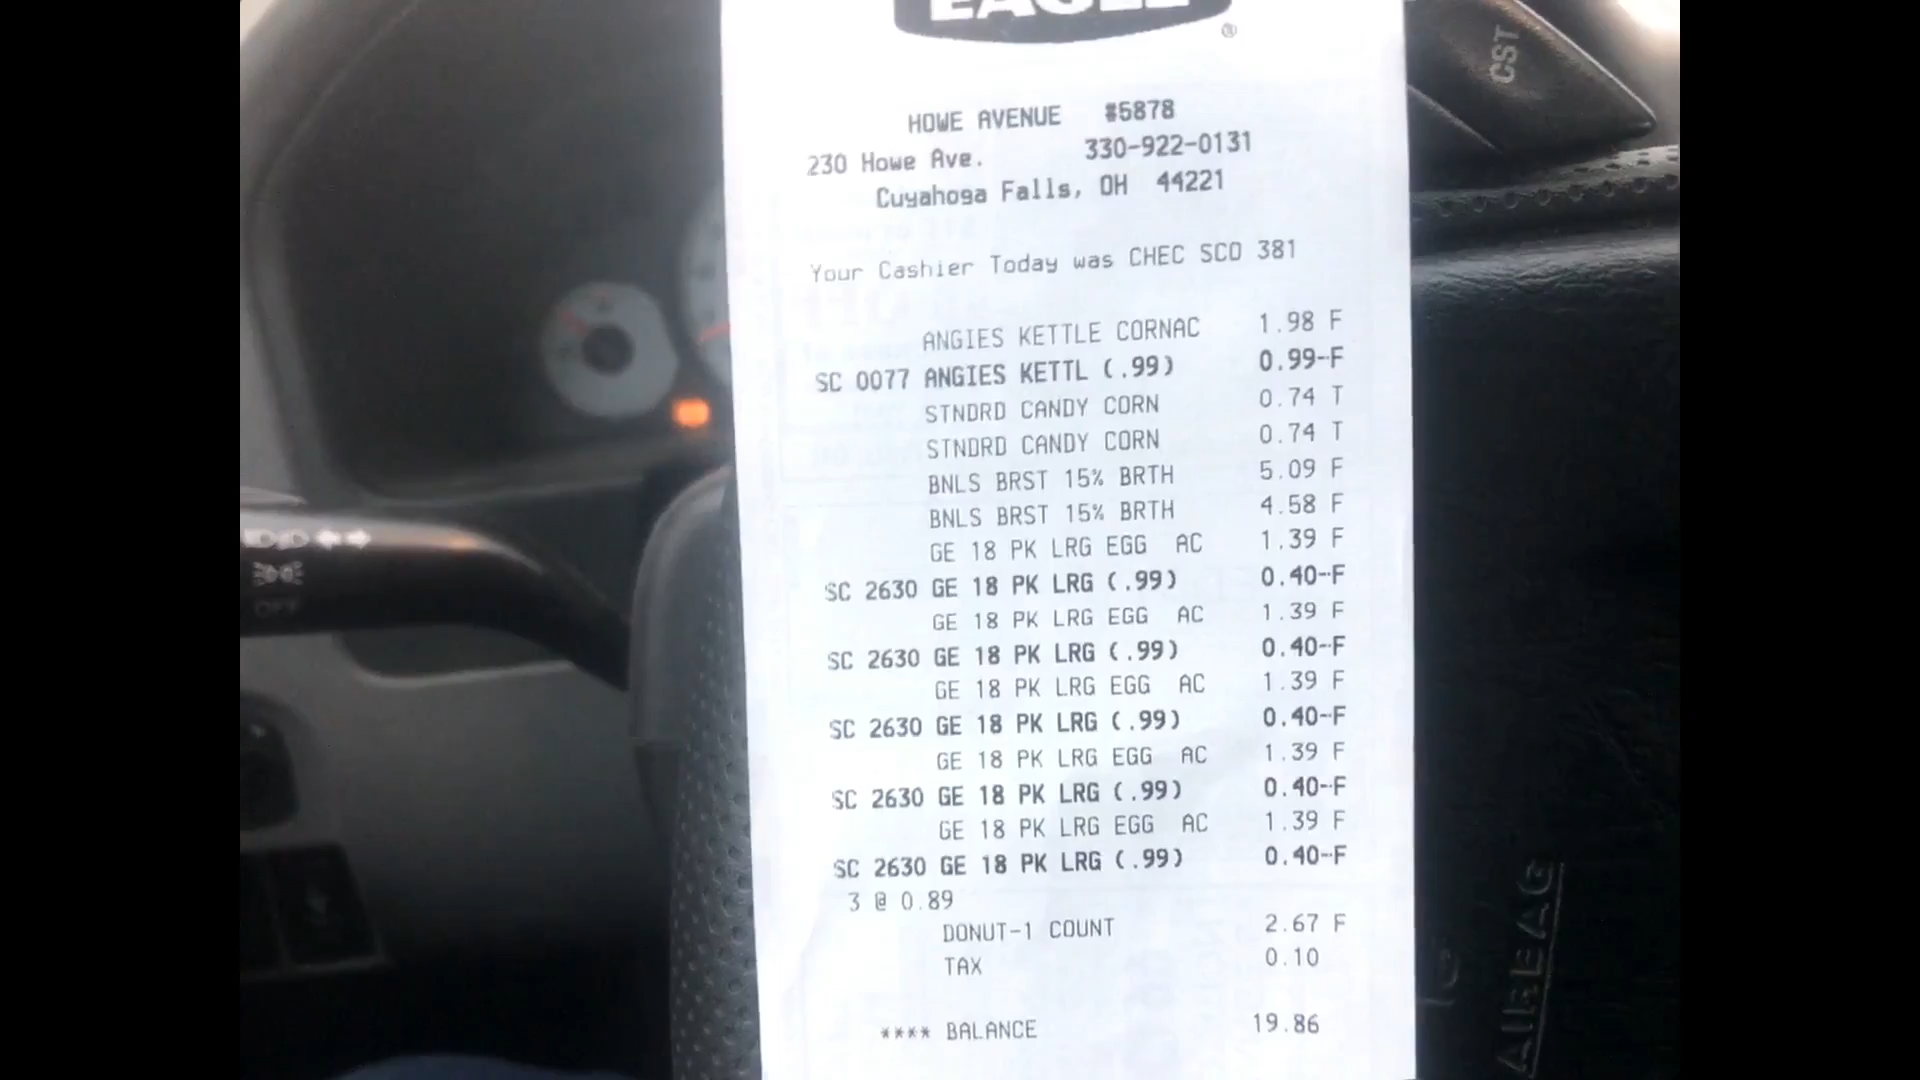 EAGLE
®
HOWE AVENUE #5878
230 Howe Ave. 330-922-0131
Cuyahoga Falls, OH 44221
Your Cashier Today was CHEC SCO 381
ANGIES KETTLE CORNAC 1.98 F
SC 0077 ANGIES KETTL (.99) 0.99-F
STNDRD CANDY CORN 0.74 T
STNDRD CANDY CORN 0.74 T
BNLS BRST 15% BRTH 5.09 F
BNLS BRST 15% BRTH 4.58 F
GE 18 PK LRG EGG AC 1.39 F
SC 2630 GE 18 PK LRG (.99) 0.40-F
GE 18 PK LRG EGG AC 1.39 F
SC 2630 GE 18 PK LRG (.99) 0.40-F
GE 18 PK LRG EGG AC 1.39 F
SC 2630 GE 18 PK LRG (.99) 0.40-F
GE 18 PK LRG EGG AC 1.39 F
SC 2630 GE 18 PK LRG (.99) 0.40-F
GE 18 PK LRG EGG AC 1.39 F
SC 2630 GE 18 PK LRG (.99) 0.40-F
3 @ 0.89
DONUT-1 COUNT 2.67 F
TAX 0.10
**** BALANCE 19.86
CST
OFF
AIRBAG